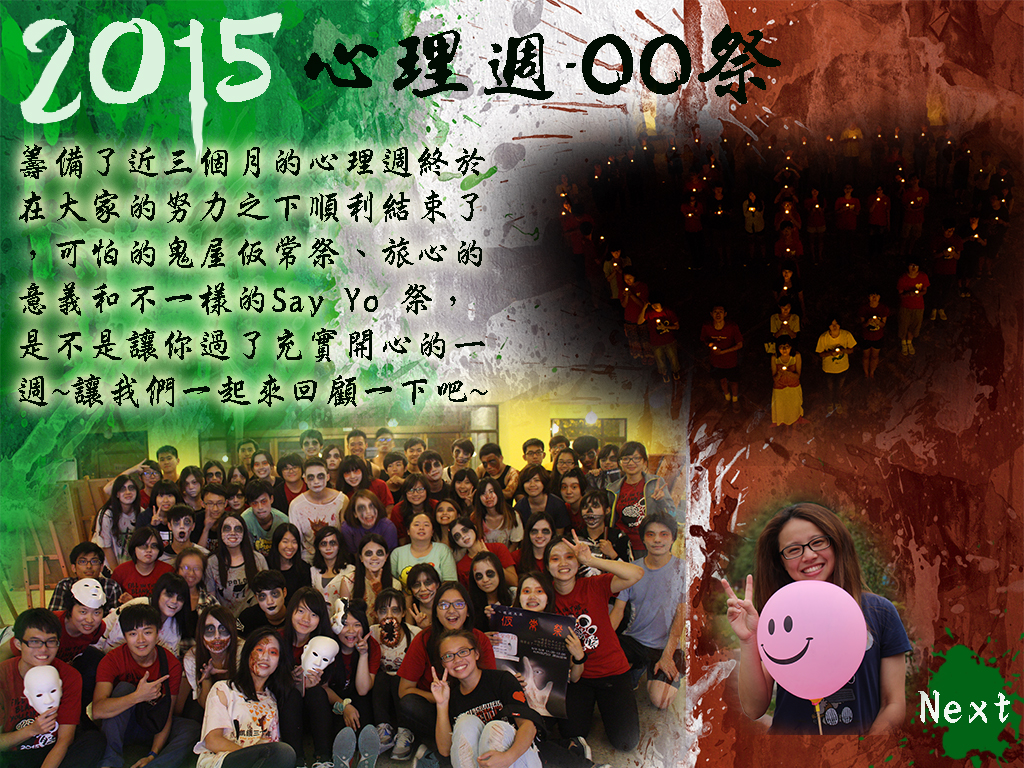 2015 心理週-OO祭
籌備了近三個月的心理週終於
在大家的努力之下順利結束了
，可怕的鬼屋仮常祭、旅心的
意義和不一樣的Say Yo 祭，
是不是讓你過了充實開心的一
週~讓我們一起來回顧一下吧~
仮常祭
Next